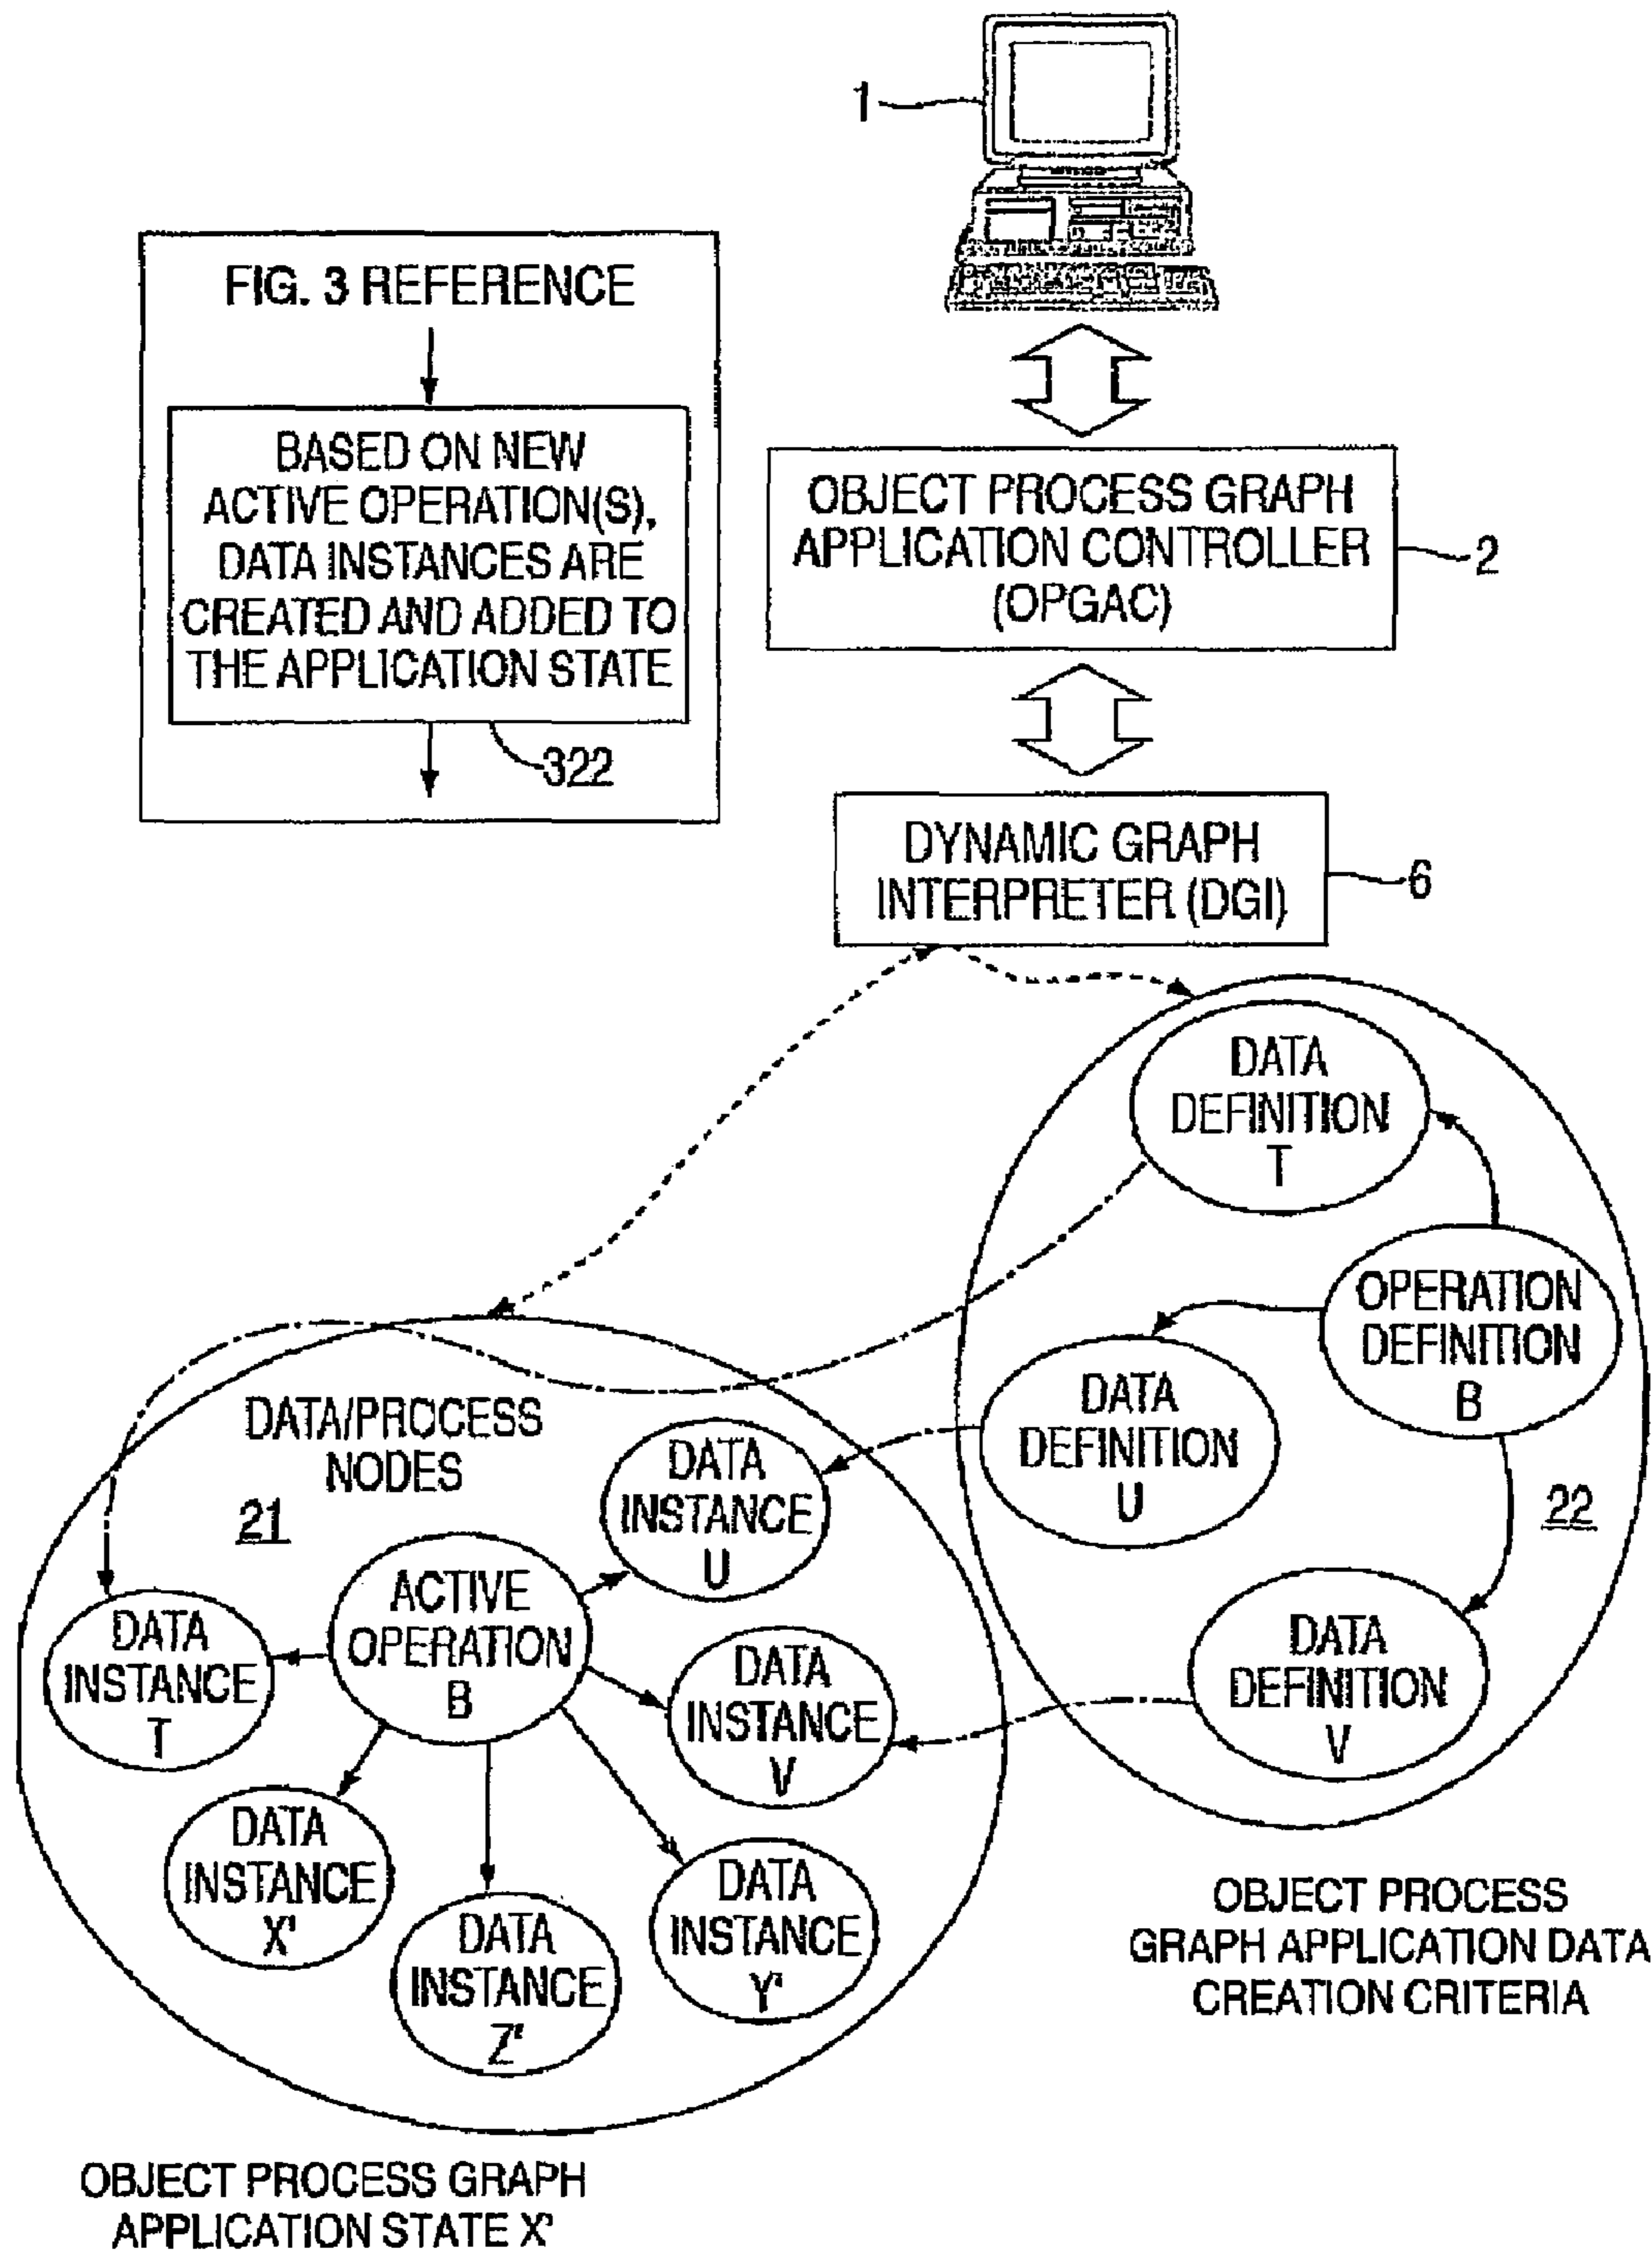 1
FIG. 3 REFERENCE
BASED ON NEW
ACTIVE OPERATION(S),
DATA INSTANCES ARE
CREATED AND ADDED TO
THE APPLICATION STATE
322
OBJECT PROCESS GRAPH
APPLICATION CONTROLLER
(OPGAC)
2
DYNAMIC GRAPH
INTERPRETER (DGI)
6
DATA
DEFINITION
T
OPERATION
DEFINITION
B
DATA
DEFINITION
U
22
DATA
DEFINITION
V
OBJECT PROCESS
GRAPH APPLICATION DATA
CREATION CRITERIA
DATA/PROCESS
NODES
21
DATA
INSTANCE
U
ACTIVE
OPERATION
B
DATA
INSTANCE
T
DATA
INSTANCE
V
DATA
INSTANCE
X'
DATA
INSTANCE
Z'
DATA
INSTANCE
Y'
OBJECT PROCESS GRAPH
APPLICATION STATE X'